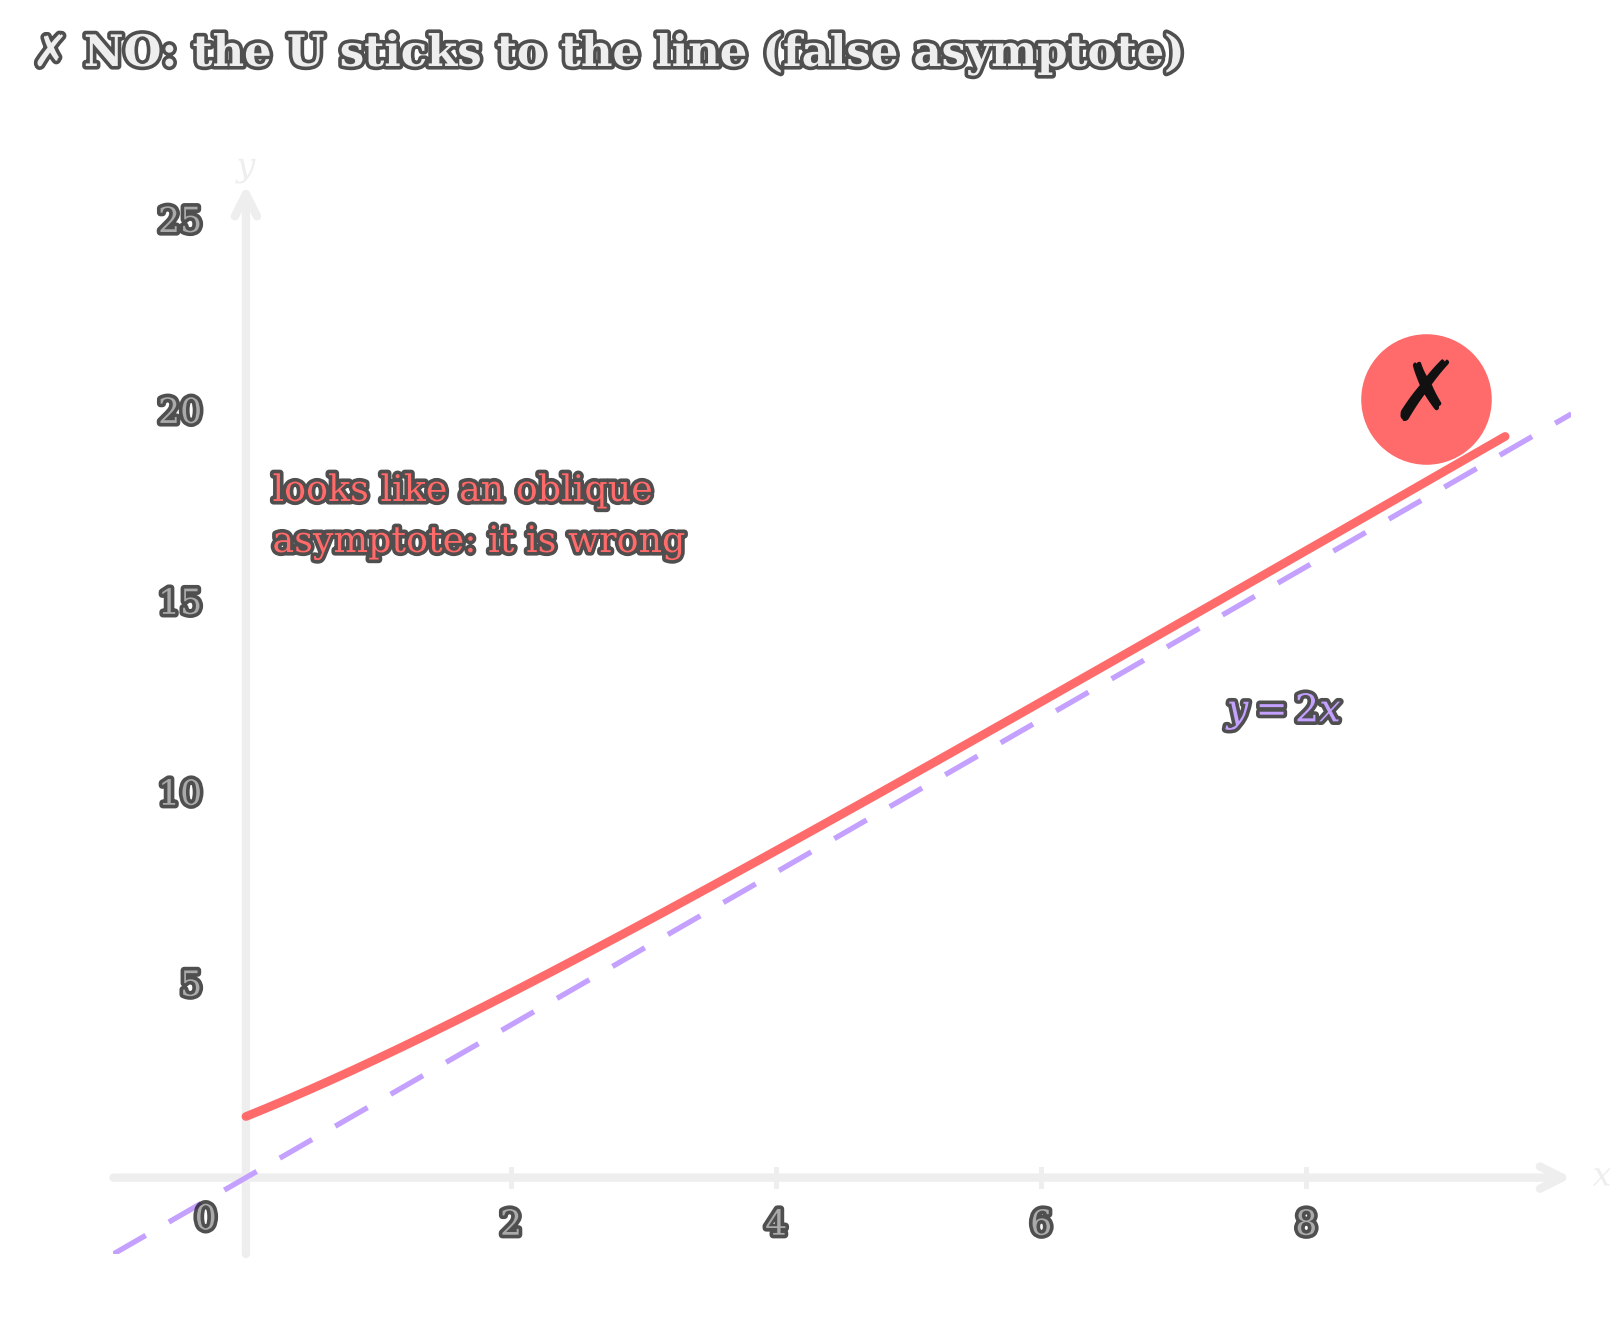 ✗ NO: the U sticks to the line (false asymptote)
y
25
20
✗
looks like an oblique
asymptote: it is wrong
15
y = 2x
10
5
x
0 2 4 6 8